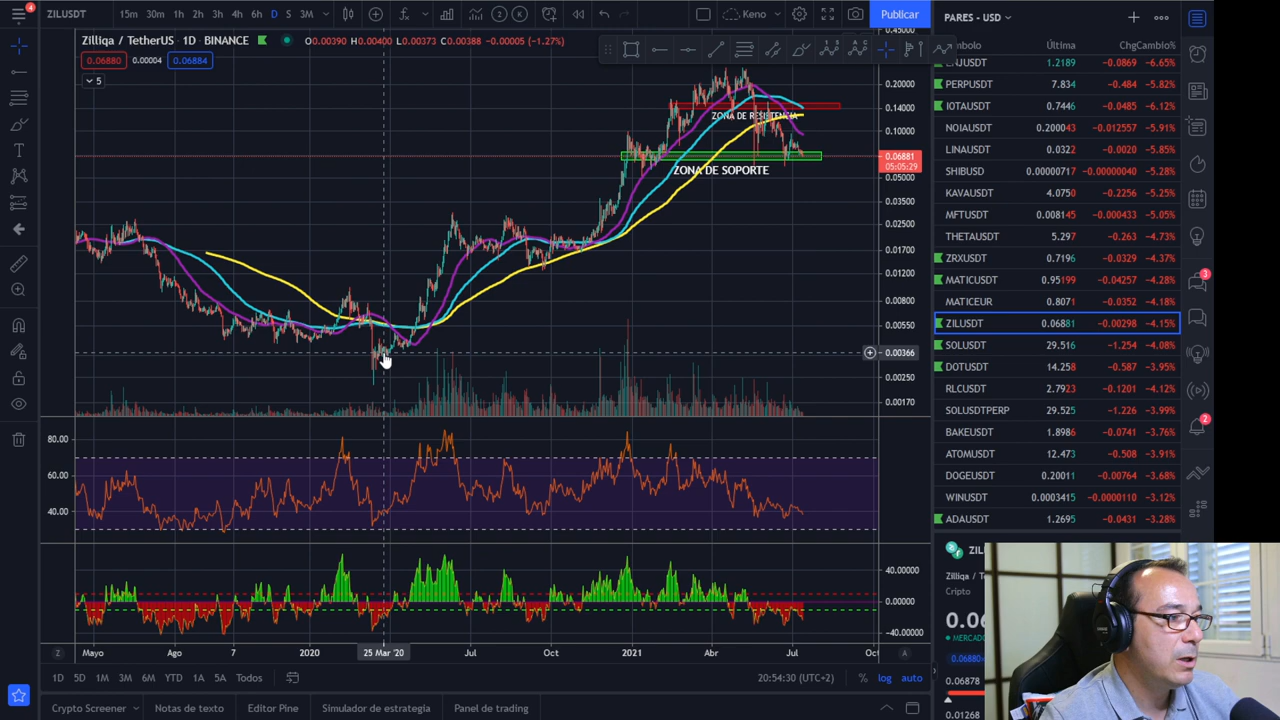 4
ZILUSDT
15m 30m 1h 2h 3h 4h 6h D S 3M
2
K
Keno
Publicar
PARES - USD
Zilliqa / TetherUS · 1D · BINANCE O0.00390 H0.00400 L0.00373 C0.00388 −0.00005 (−1.27%)
0.06880 0.00004 0.06884
5
0.20000
0.14000
0.10000
0.06881
05:05:29
0.05000
0.03500
0.02500
0.01700
0.01200
0.00800
0.00550
0.00366
0.00250
0.00170
ZONA DE RESISTENCIA
ZONA DE SOPORTE
80.00
60.00
40.00
40.00000
0.00000
−40.00000
Z Mayo Ago 7 2020 25 Mar '20 Jul Oct 2021 Abr Jul Oct A
1D 5D 1M 3M 6M YTD 1A 5A Todos
20:54:30 (UTC+2) % log auto
Crypto Screener Notas de texto Editor Pine Simulador de estrategia Panel de trading
Última Chg Cambio%
ENJUSDT 1.2189 −0.0869 −6.65%
PERPUSDT 7.834 −0.484 −5.82%
IOTAUSDT 0.7446 −0.0485 −6.12%
NOIAUSDT 0.200043 −0.012557 −5.91%
LINAUSDT 0.0322 −0.0020 −5.85%
SHIBUSD 0.00000717 −0.00000040 −5.28%
KAVAUSDT 4.0750 −0.2256 −5.25%
MFTUSDT 0.008145 −0.000433 −5.05%
THETAUSDT 5.297 −0.263 −4.73%
ZRXUSDT 0.7196 −0.0329 −4.37%
MATICUSDT 0.95199 −0.04257 −4.28%
MATICEUR 0.8071 −0.0352 −4.18%
ZILUSDT 0.06881 −0.00298 −4.15%
SOLUSDT 29.516 −1.254 −4.08%
DOTUSDT 14.258 −0.587 −3.95%
RLCUSDT 2.7923 −0.1201 −4.12%
SOLUSDTPERP 29.525 −1.226 −3.99%
BAKEUSDT 1.8986 −0.0741 −3.76%
ATOMUSDT 12.473 −0.508 −3.91%
DOGEUSDT 0.20011 −0.00764 −3.68%
WINUSDT 0.0003415 −0.0000110 −3.12%
ADAUSDT 1.2695 −0.0431 −3.28%
3
2
ZIL
Zilliqa / Te
Cripto
0.0
MERCADO
0.06880
0.06878
0.01268